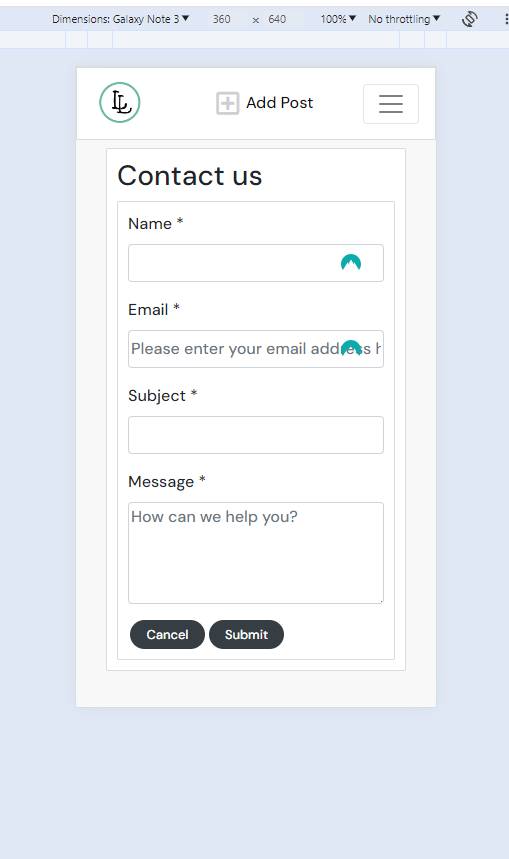 Dimensions: Galaxy Note 3 ▼ 360 × 640 100% ▼ No throttling ▼
LL Add Post
Contact us
Name *
Email *
Please enter your email address h
Subject *
Message *
How can we help you?
Cancel Submit